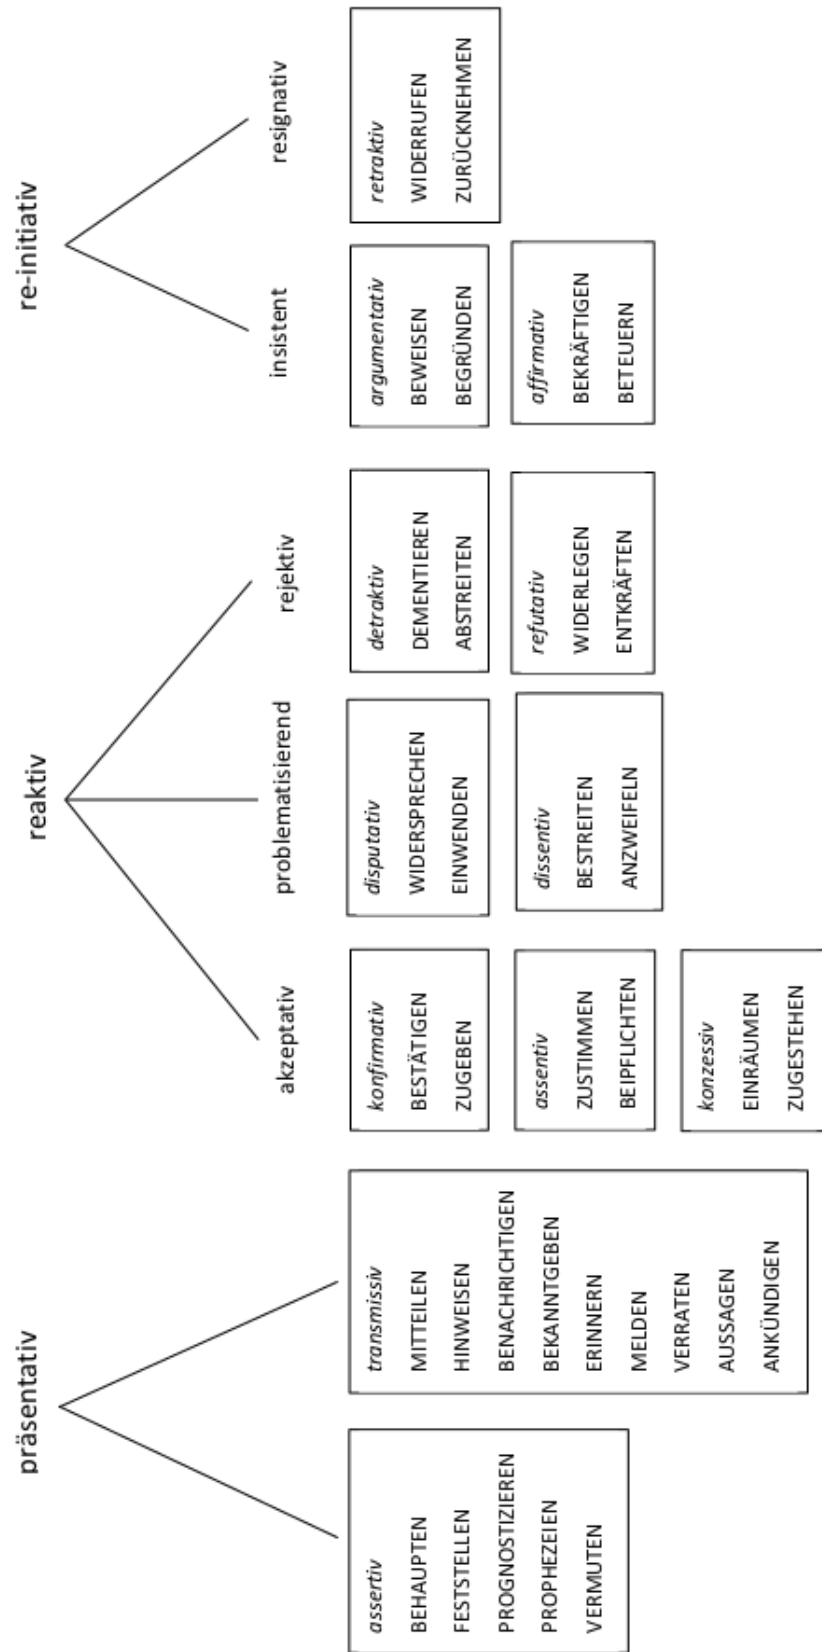 präsentativ
assertiv
BEHAUPTEN
FESTSTELLEN
PROGNOSTIZIEREN
PROPHEZEIEN
VERMUTEN
transmissiv
MITTEILEN
HINWEISEN
BENACHRICHTIGEN
BEKANNTGEBEN
ERINNERN
MELDEN
VERRATEN
AUSSAGEN
ANKÜNDIGEN
reaktiv
akzeptativ
konfirmativ
BESTÄTIGEN
ZUGEBEN
assentiv
ZUSTIMMEN
BEIPFLICHTEN
konzessiv
EINRÄUMEN
ZUGESTEHEN
problematisierend
disputativ
WIDERSPRECHEN
EINWENDEN
dissentiv
BESTREITEN
ANZWEIFELN
rejektiv
detraktiv
DEMENTIEREN
ABSTREITEN
refutativ
WIDERLEGEN
ENTKRÄFTEN
re-initiativ
insistent
argumentativ
BEWEISEN
BEGRÜNDEN
affirmativ
BEKRÄFTIGEN
BETEUERN
resignativ
retraktiv
WIDERRUFEN
ZURÜCKNEHMEN